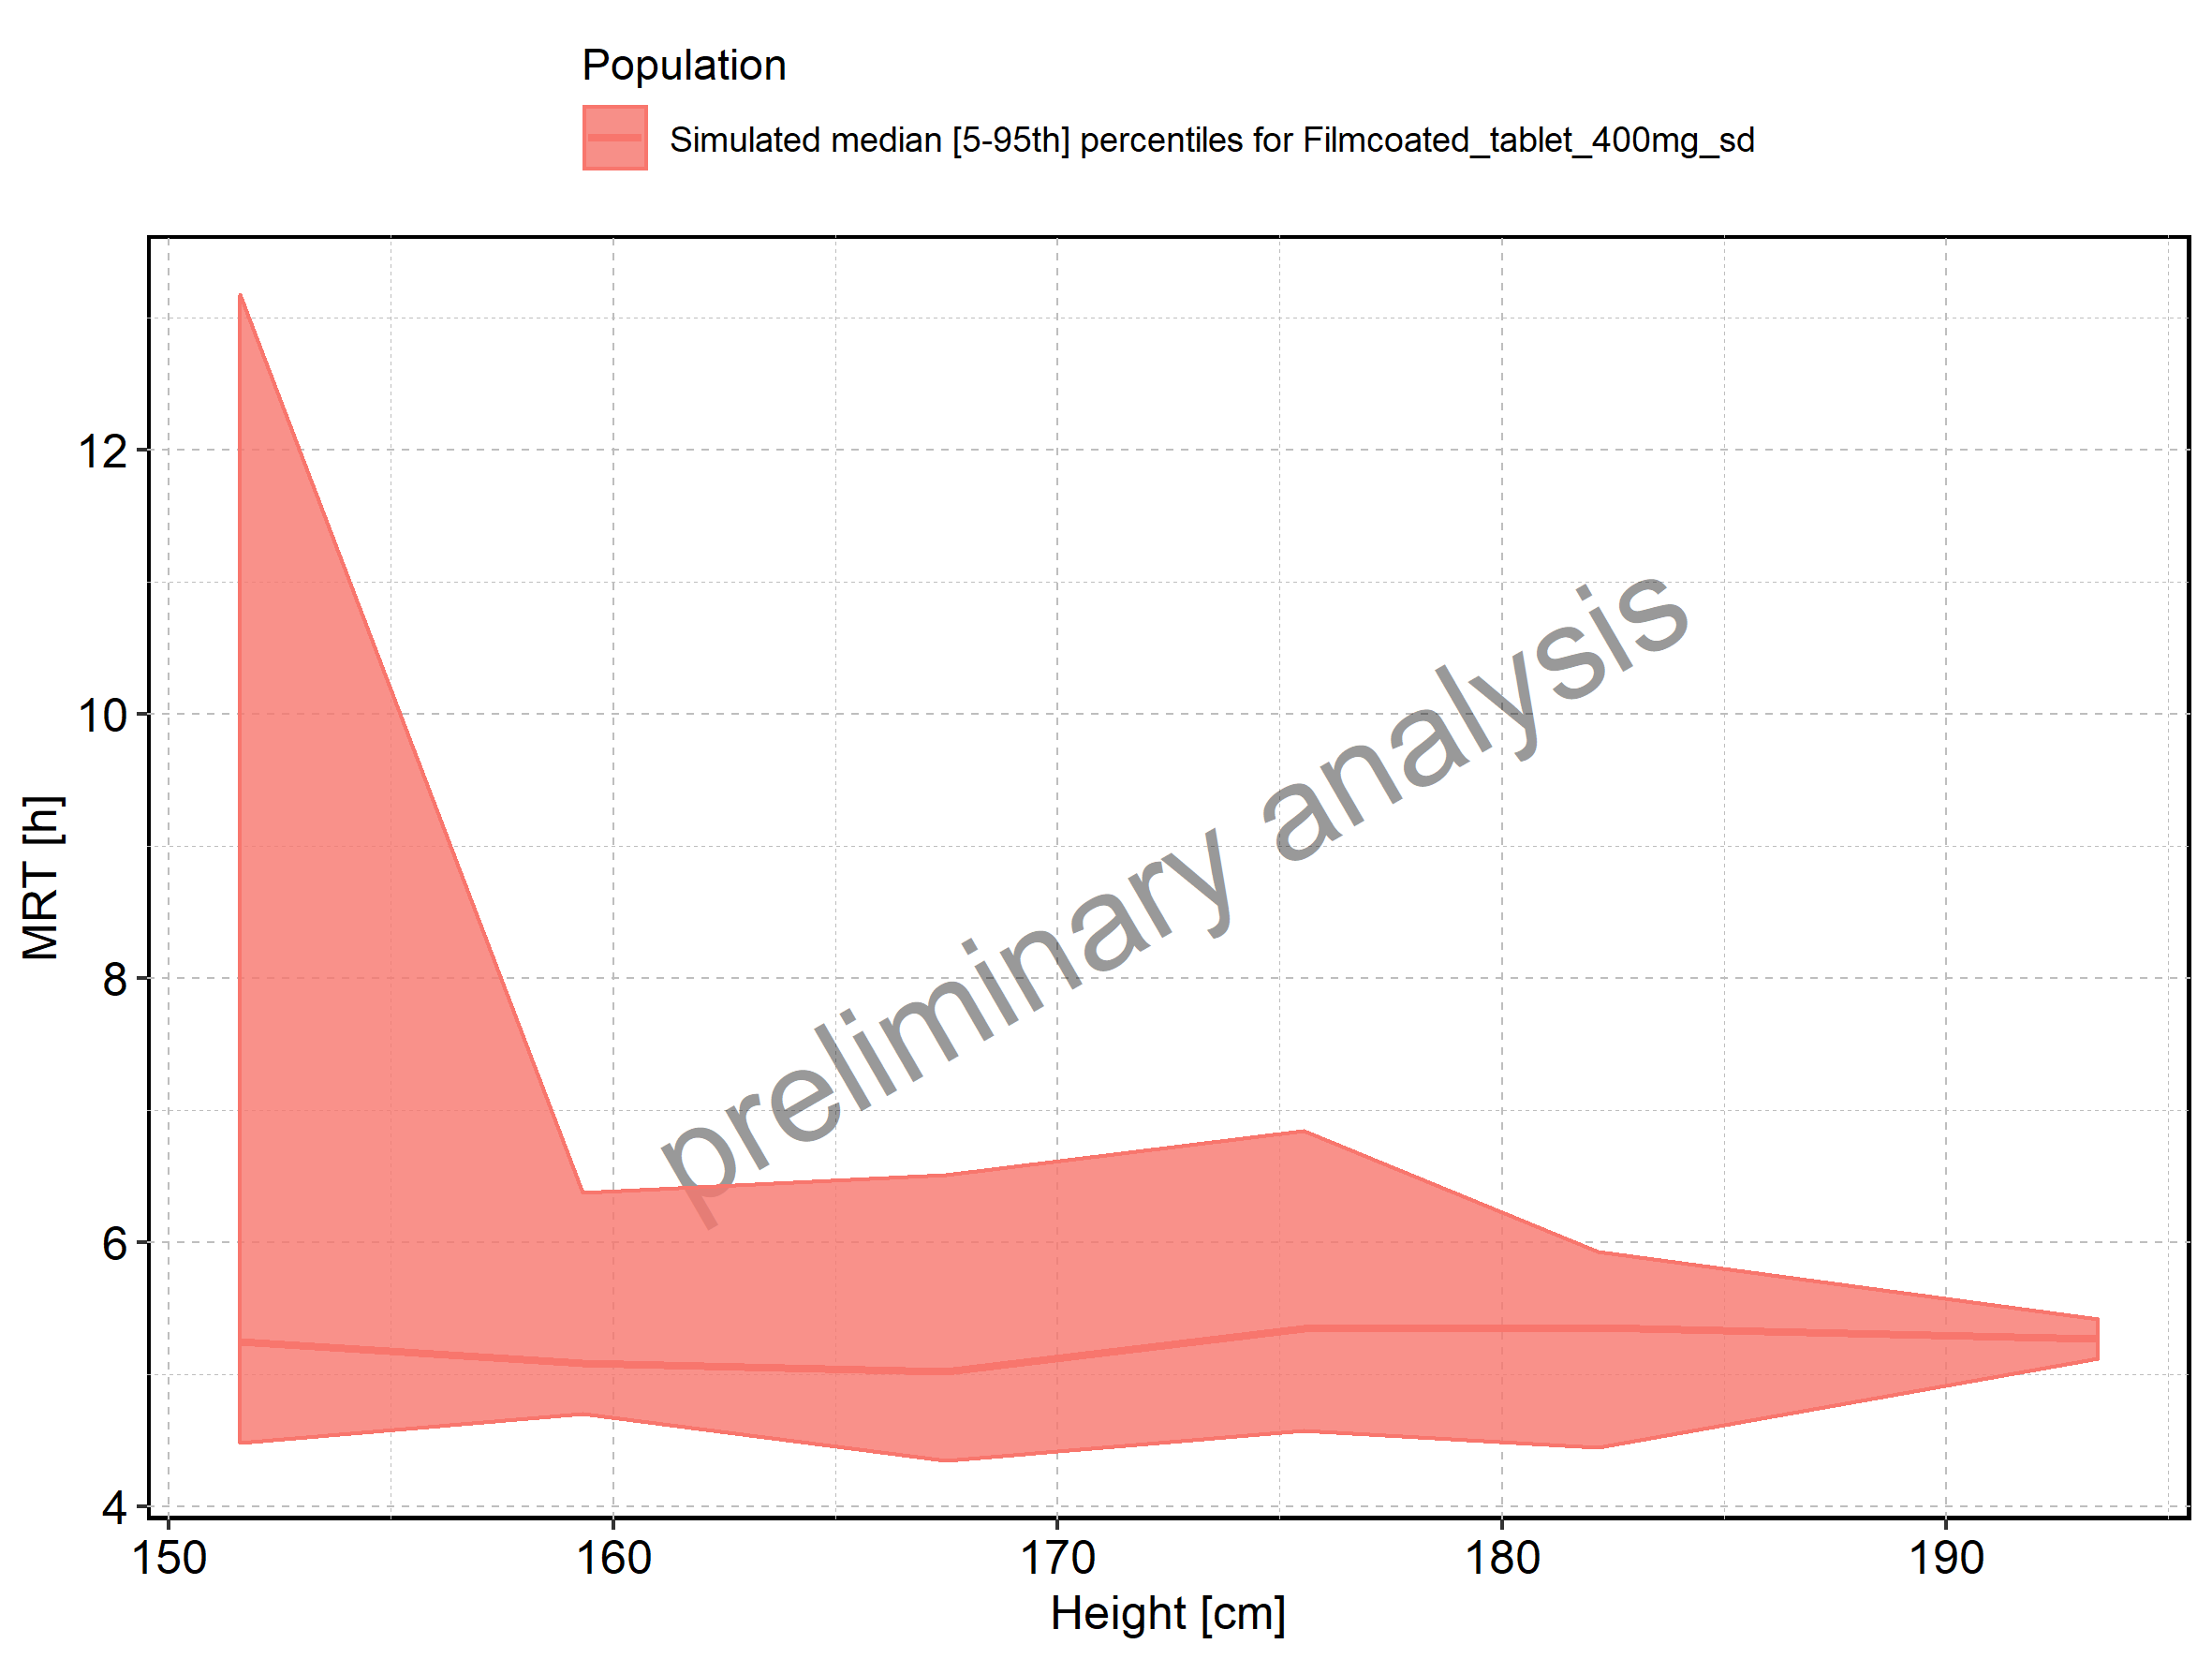 Population
Simulated median [5-95th] percentiles for Filmcoated_tablet_400mg_sd
12
10
8
6
4
MRT [h]
preliminary analysis
150 160 170 180 190
Height [cm]